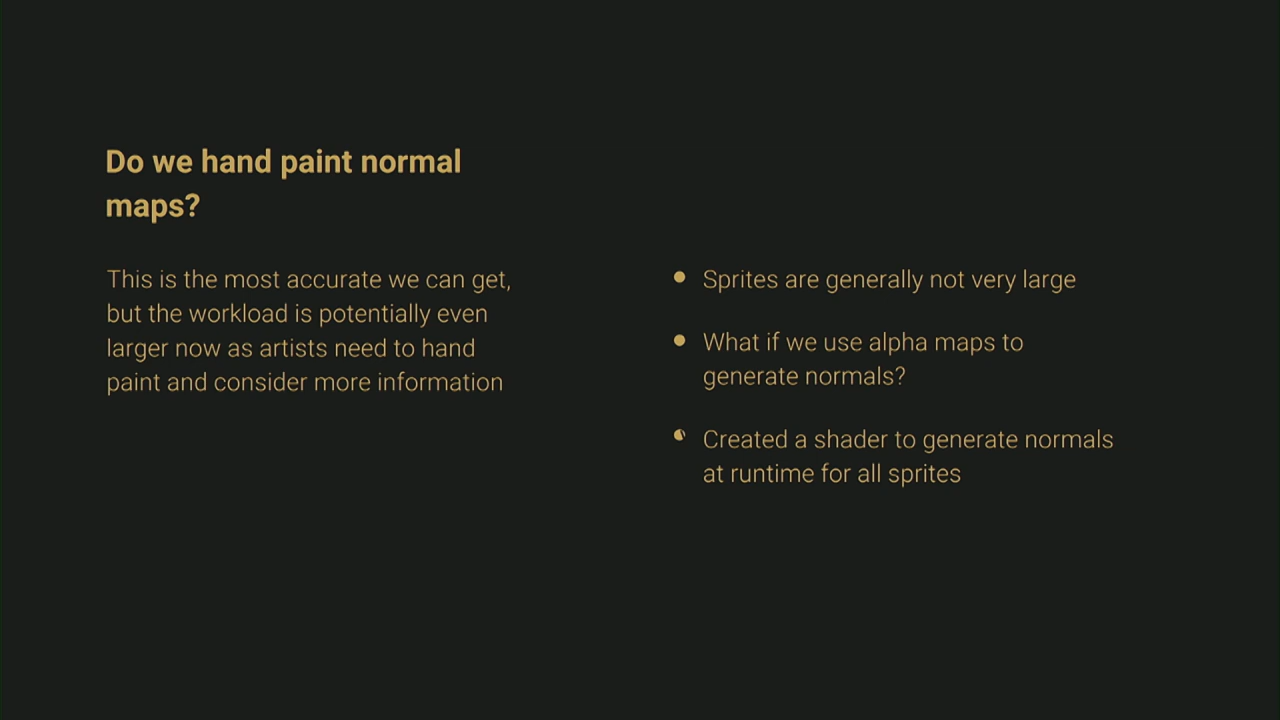 Do we hand paint normal
maps?
This is the most accurate we can get,
but the workload is potentially even
larger now as artists need to hand
paint and consider more information
● Sprites are generally not very large
● What if we use alpha maps to
generate normals?
● Created a shader to generate normals
at runtime for all sprites